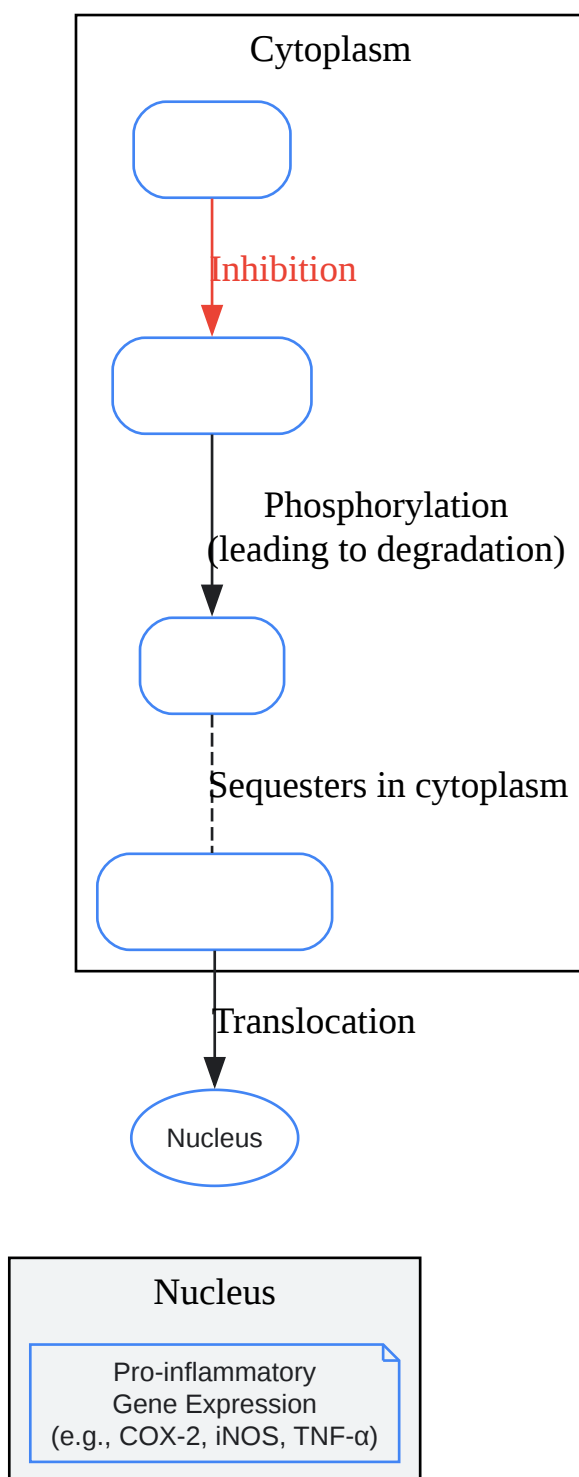 Cytoplasm
Inhibition
Phosphorylation
(leading to degradation)
Sequesters in cytoplasm
Translocation
Nucleus
Nucleus
Pro-inflammatory
Gene Expression
(e.g., COX-2, iNOS, TNF-α)